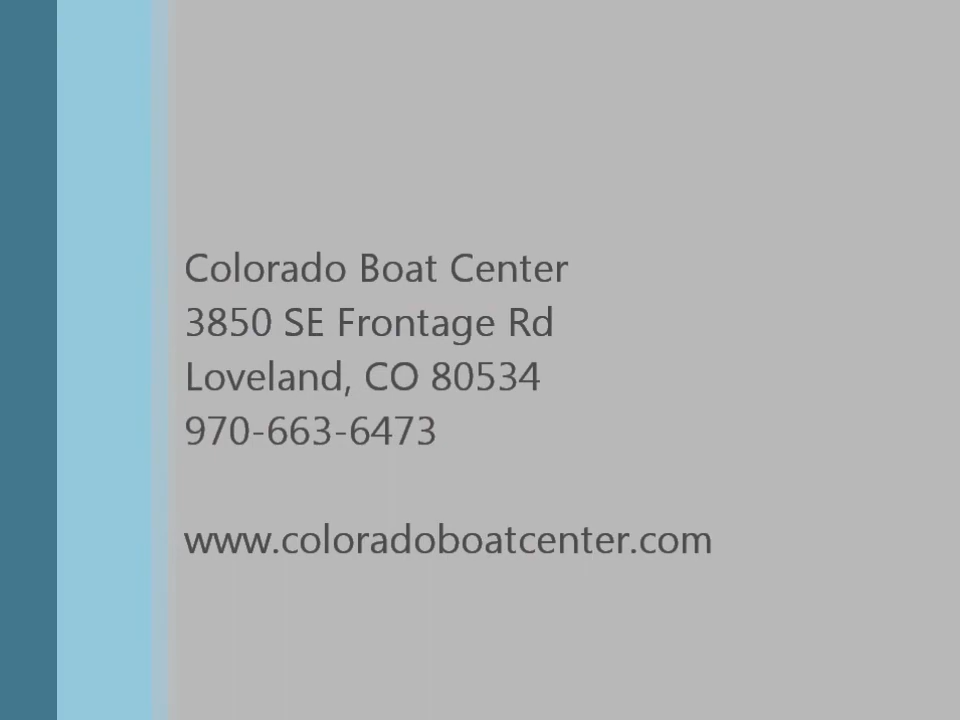 Colorado Boat Center
3850 SE Frontage Rd
Loveland, CO 80534
970-663-6473
www.coloradoboatcenter.com